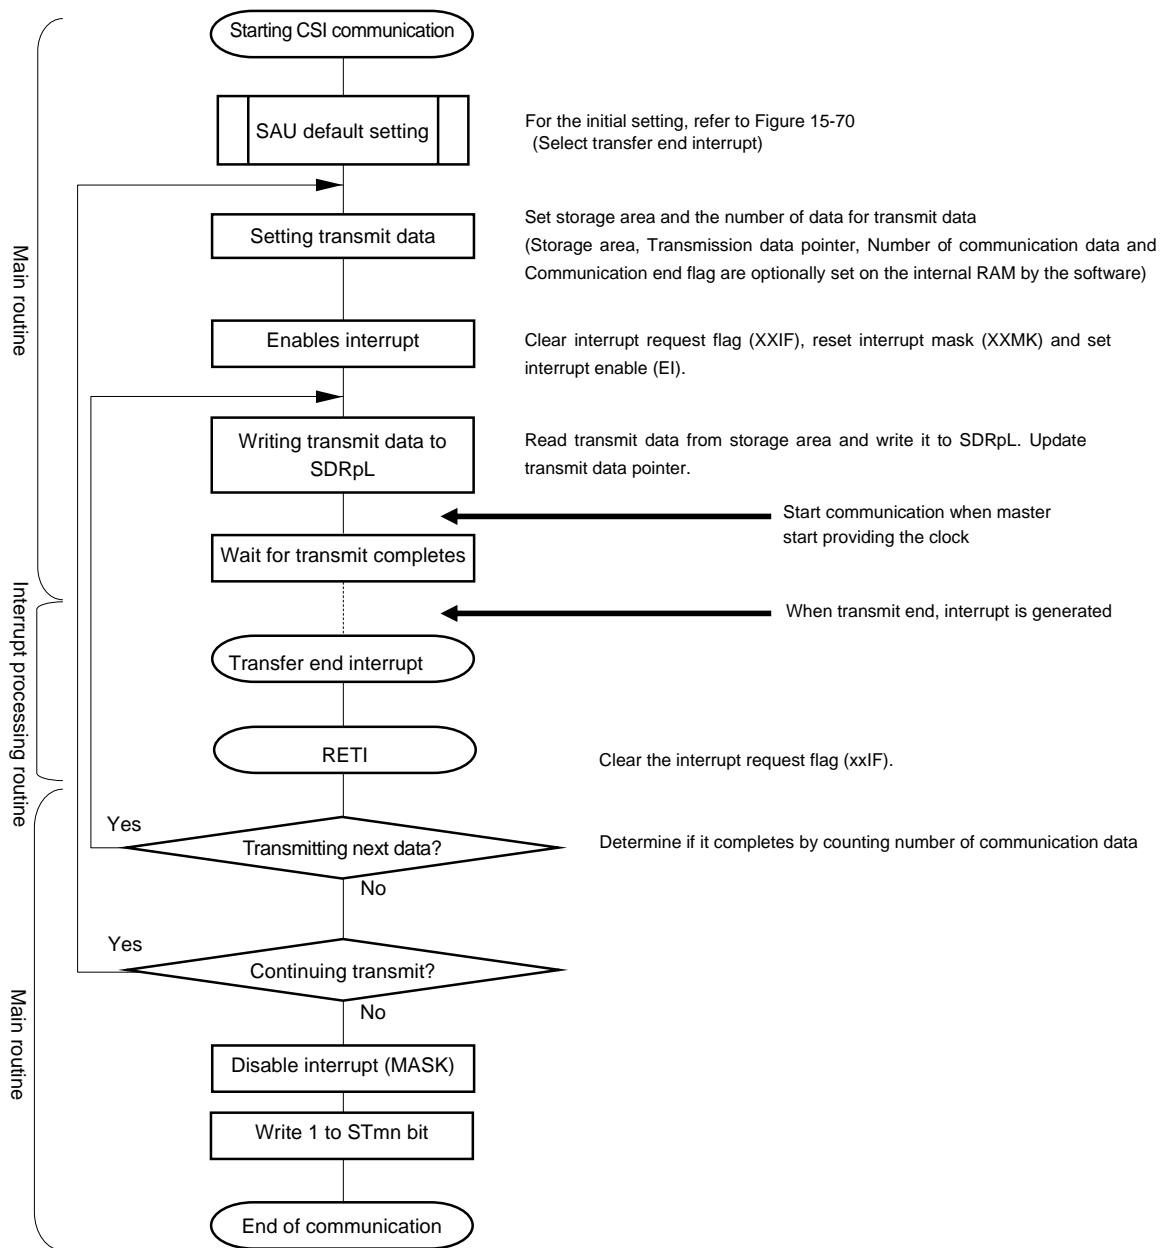 Starting CSI communication
SAU default setting
For the initial setting, refer to Figure 15-70
(Select transfer end interrupt)
Main routine
Setting transmit data
Set storage area and the number of data for transmit data
(Storage area, Transmission data pointer, Number of communication data and
Communication end flag are optionally set on the internal RAM by the software)
Enables interrupt
Clear interrupt request flag (XXIF), reset interrupt mask (XXMK) and set
interrupt enable (EI).
Writing transmit data to
SDRpL
Read transmit data from storage area and write it to SDRpL. Update
transmit data pointer.
Start communication when master
start providing the clock
Wait for transmit completes
Interrupt processing routine
When transmit end, interrupt is generated
Transfer end interrupt
RETI
Clear the interrupt request flag (xxIF).
Yes
Transmitting next data?
Determine if it completes by counting number of communication data
No
Yes
Continuing transmit?
No
Main routine
Disable interrupt (MASK)
Write 1 to STmn bit
End of communication